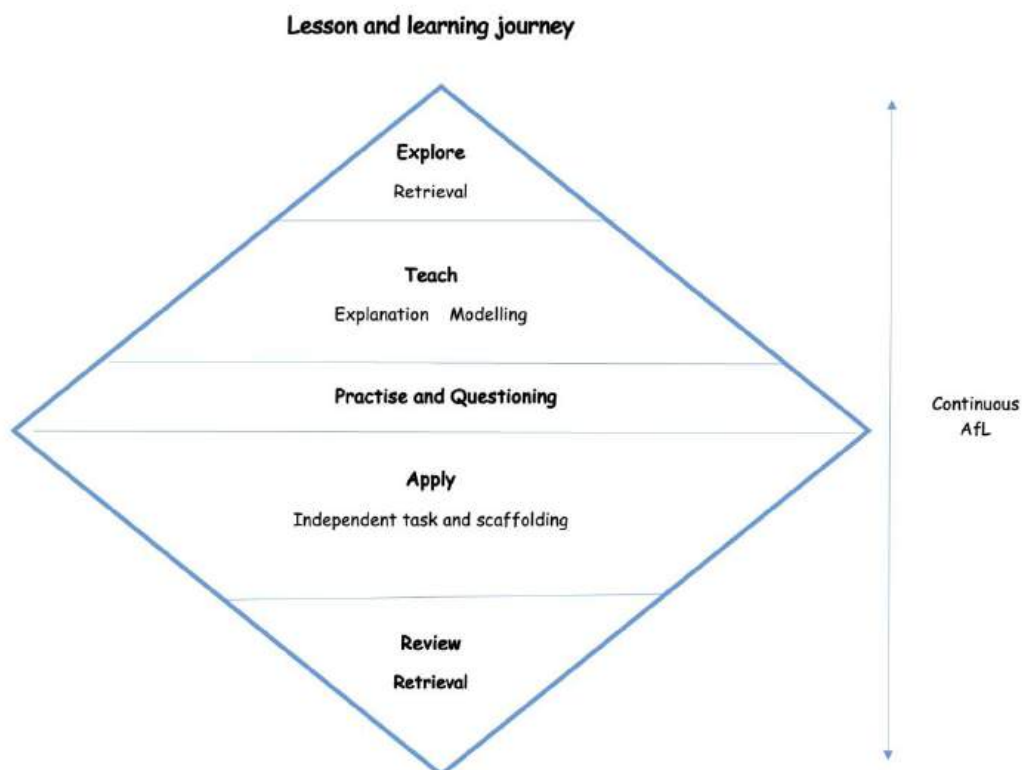 Lesson and learning journey
Explore
Retrieval
Teach
Explanation Modelling
Practise and Questioning
Continuous
AfL
Apply
Independent task and scaffolding
Review
Retrieval